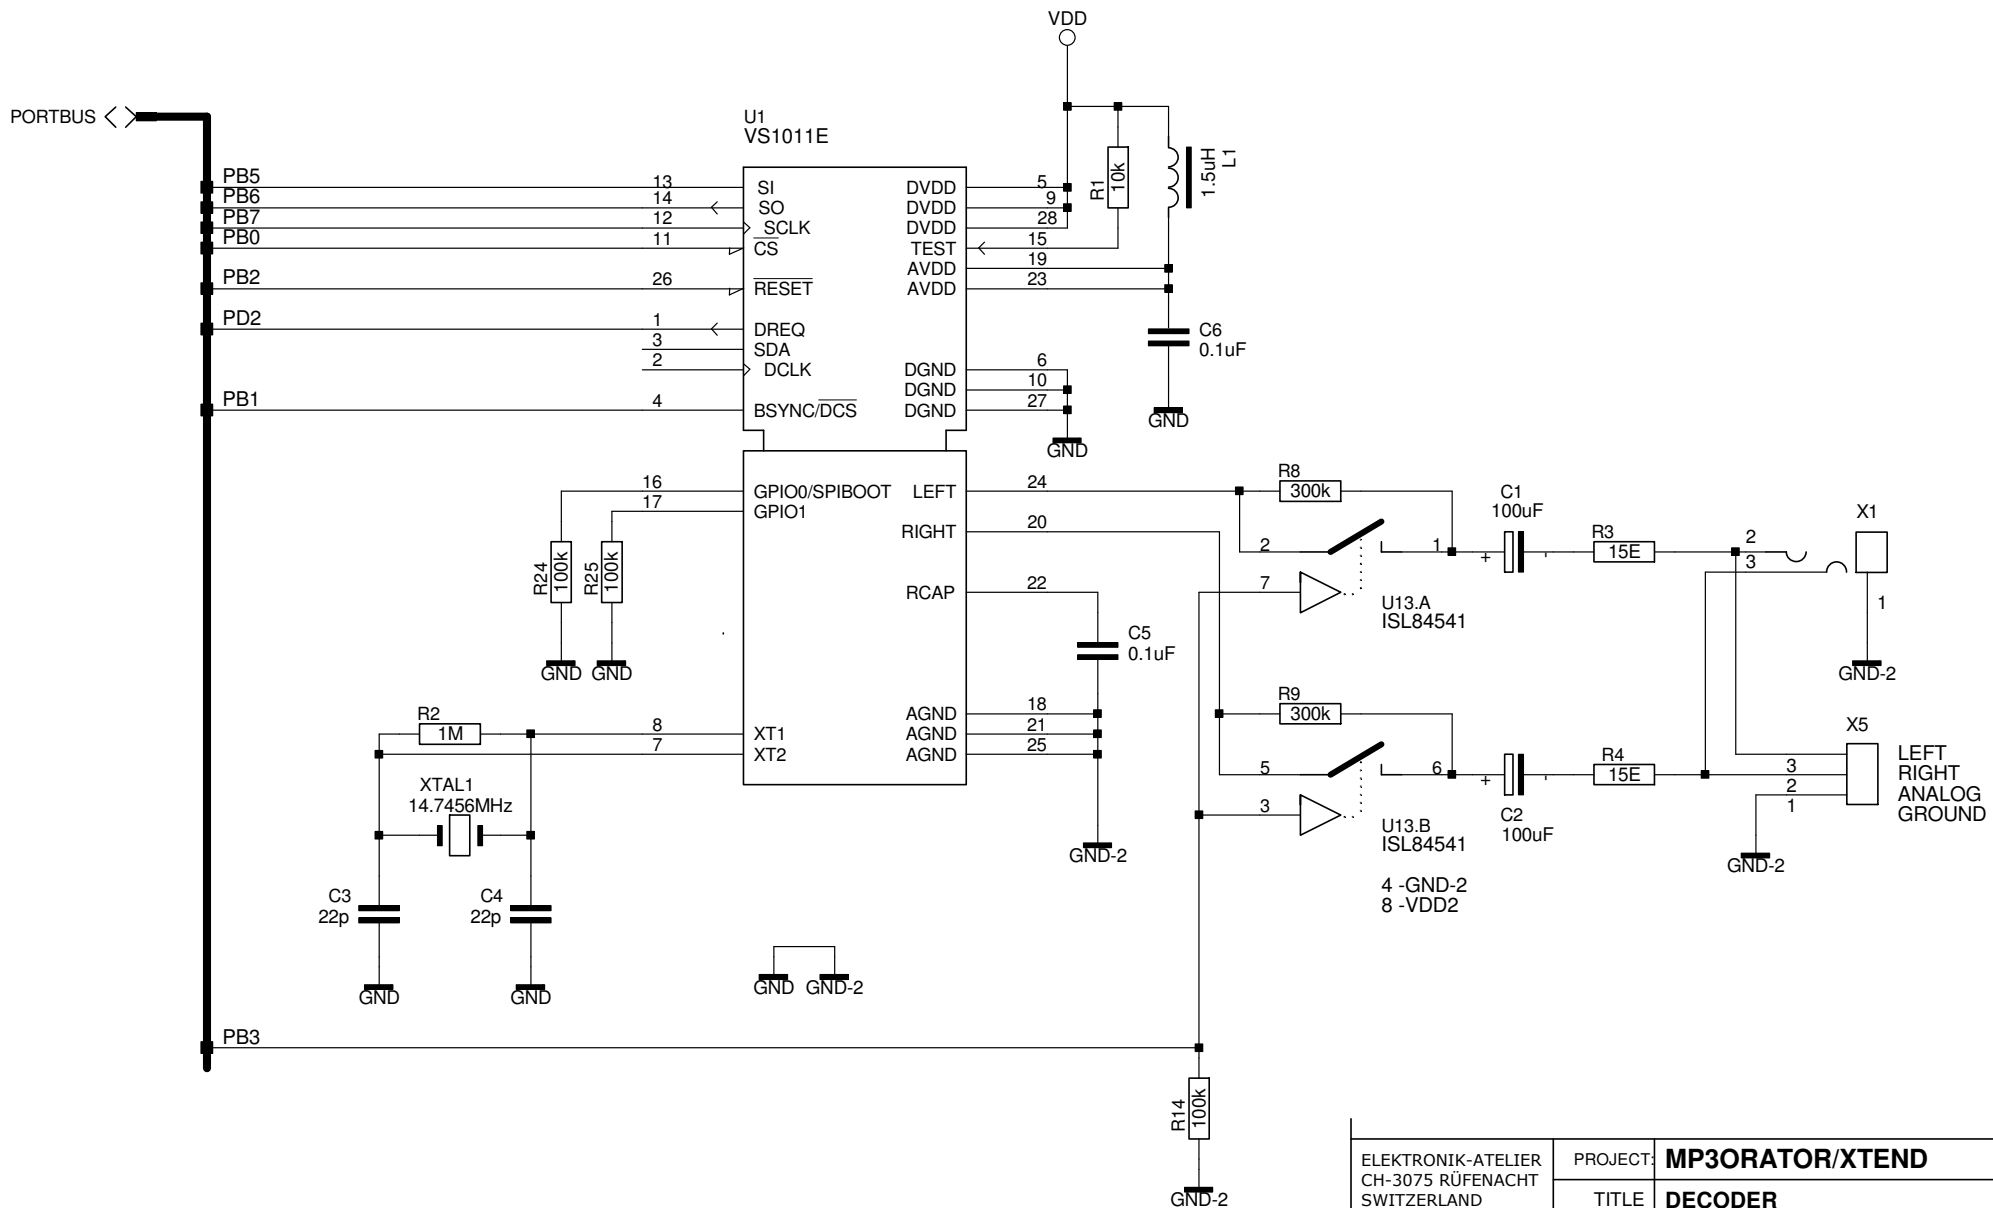 VDD
PORTBUS
U1
VS1011E
R1
10k
1.5uH
L1
PB5
PB6
PB7
PB0
PB2
PD2
PB1
13
14
12
11
26
1
3
2
4
SI
SO
SCLK
CS
RESET
DREQ
SDA
DCLK
BSYNC/DCS
DVDD
DVDD
DVDD
TEST
AVDD
AVDD
DGND
DGND
DGND
5
9
28
15
19
23
6
10
27
C6
0.1uF
GND
GND
16
17
GPIO0/SPIBOOT
GPIO1
LEFT
RIGHT
RCAP
24
20
22
R24
100k
R25
100k
GND
GND
C5
0.1uF
R8
300k
2
1
7
U13.A
ISL84541
C1
100uF
R3
15E
2
3
X1
1
GND-2
R2
1M
8
7
XT1
XT2
AGND
AGND
AGND
18
21
25
GND-2
XTAL1
14.7456MHz
C3
22p
C4
22p
GND
GND
GND
GND-2
R9
300k
5
6
3
U13.B
ISL84541
4 -GND-2
8 -VDD2
C2
100uF
R4
15E
X5
3
2
1
LEFT
RIGHT
ANALOG
GROUND
GND-2
PB3
R14
100k
GND-2
ELEKTRONIK-ATELIER
CH-3075 RÜFENACHT
SWITZERLAND
PROJECT:
MP3ORATOR/XTEND
TITLE
DECODER